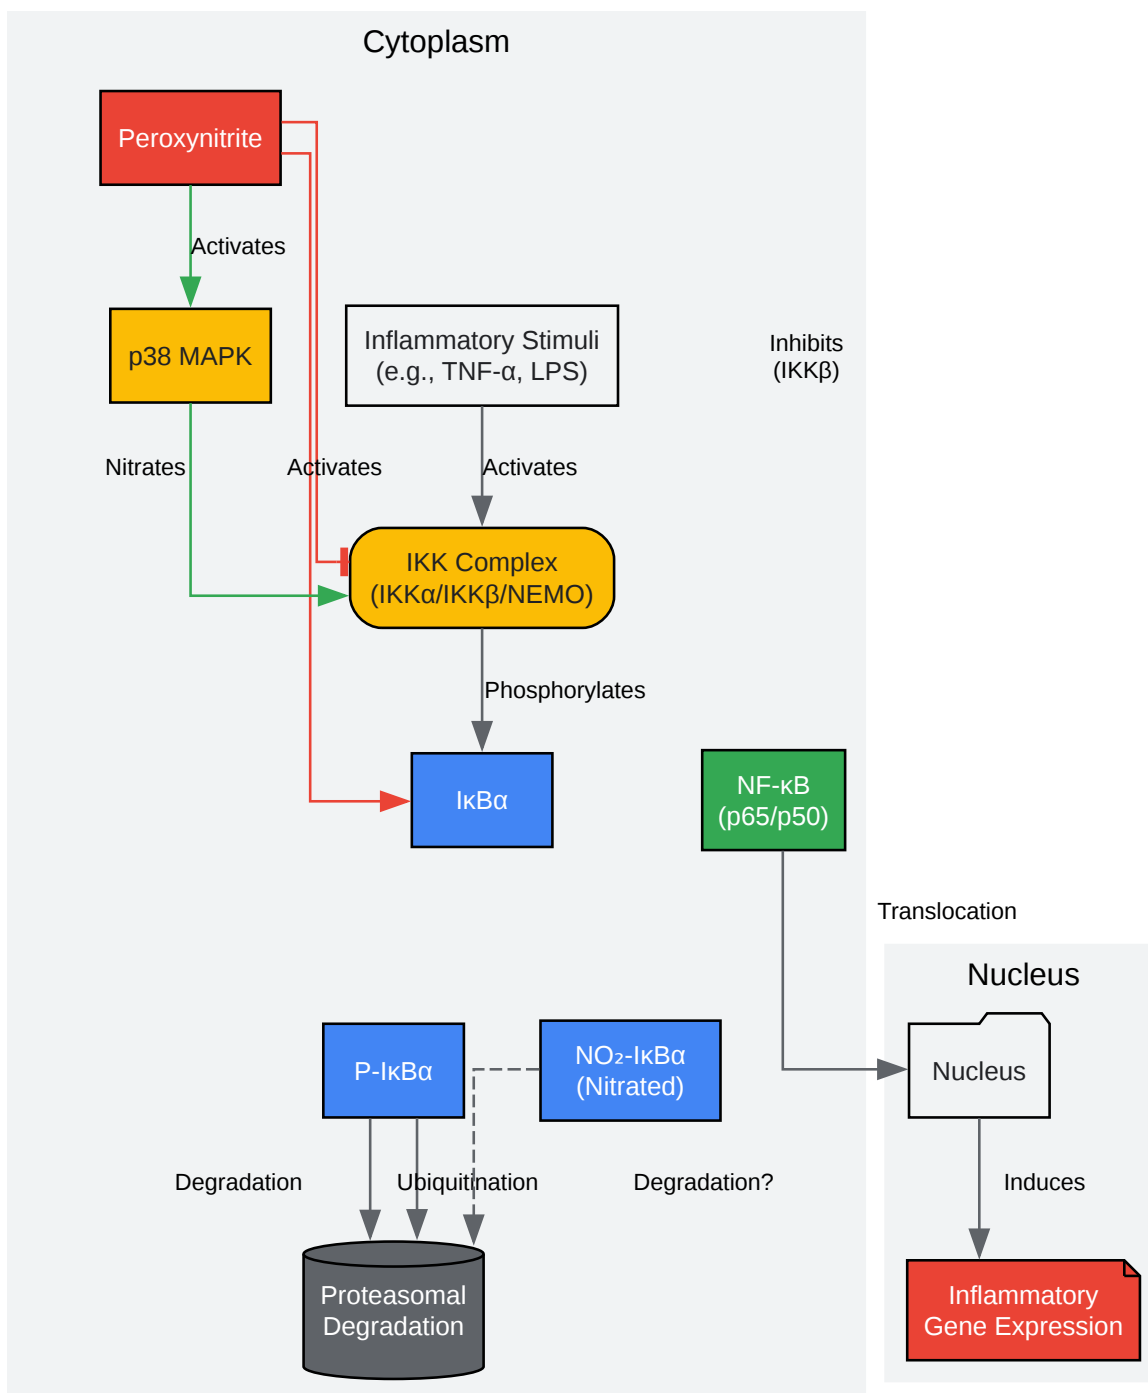 Cytoplasm
Peroxynitrite
Activates
p38 MAPK
Inflammatory Stimuli
(e.g., TNF-α, LPS)
Inhibits
(IKKβ)
Nitrates
Activates
Activates
IKK Complex
(IKKα/IKKβ/NEMO)
Phosphorylates
IκBα
NF-κB
(p65/p50)
Translocation
Nucleus
P-IκBα
NO₂-IκBα
(Nitrated)
Nucleus
Degradation
Ubiquitination
Degradation?
Induces
Proteasomal
Degradation
Inflammatory
Gene Expression